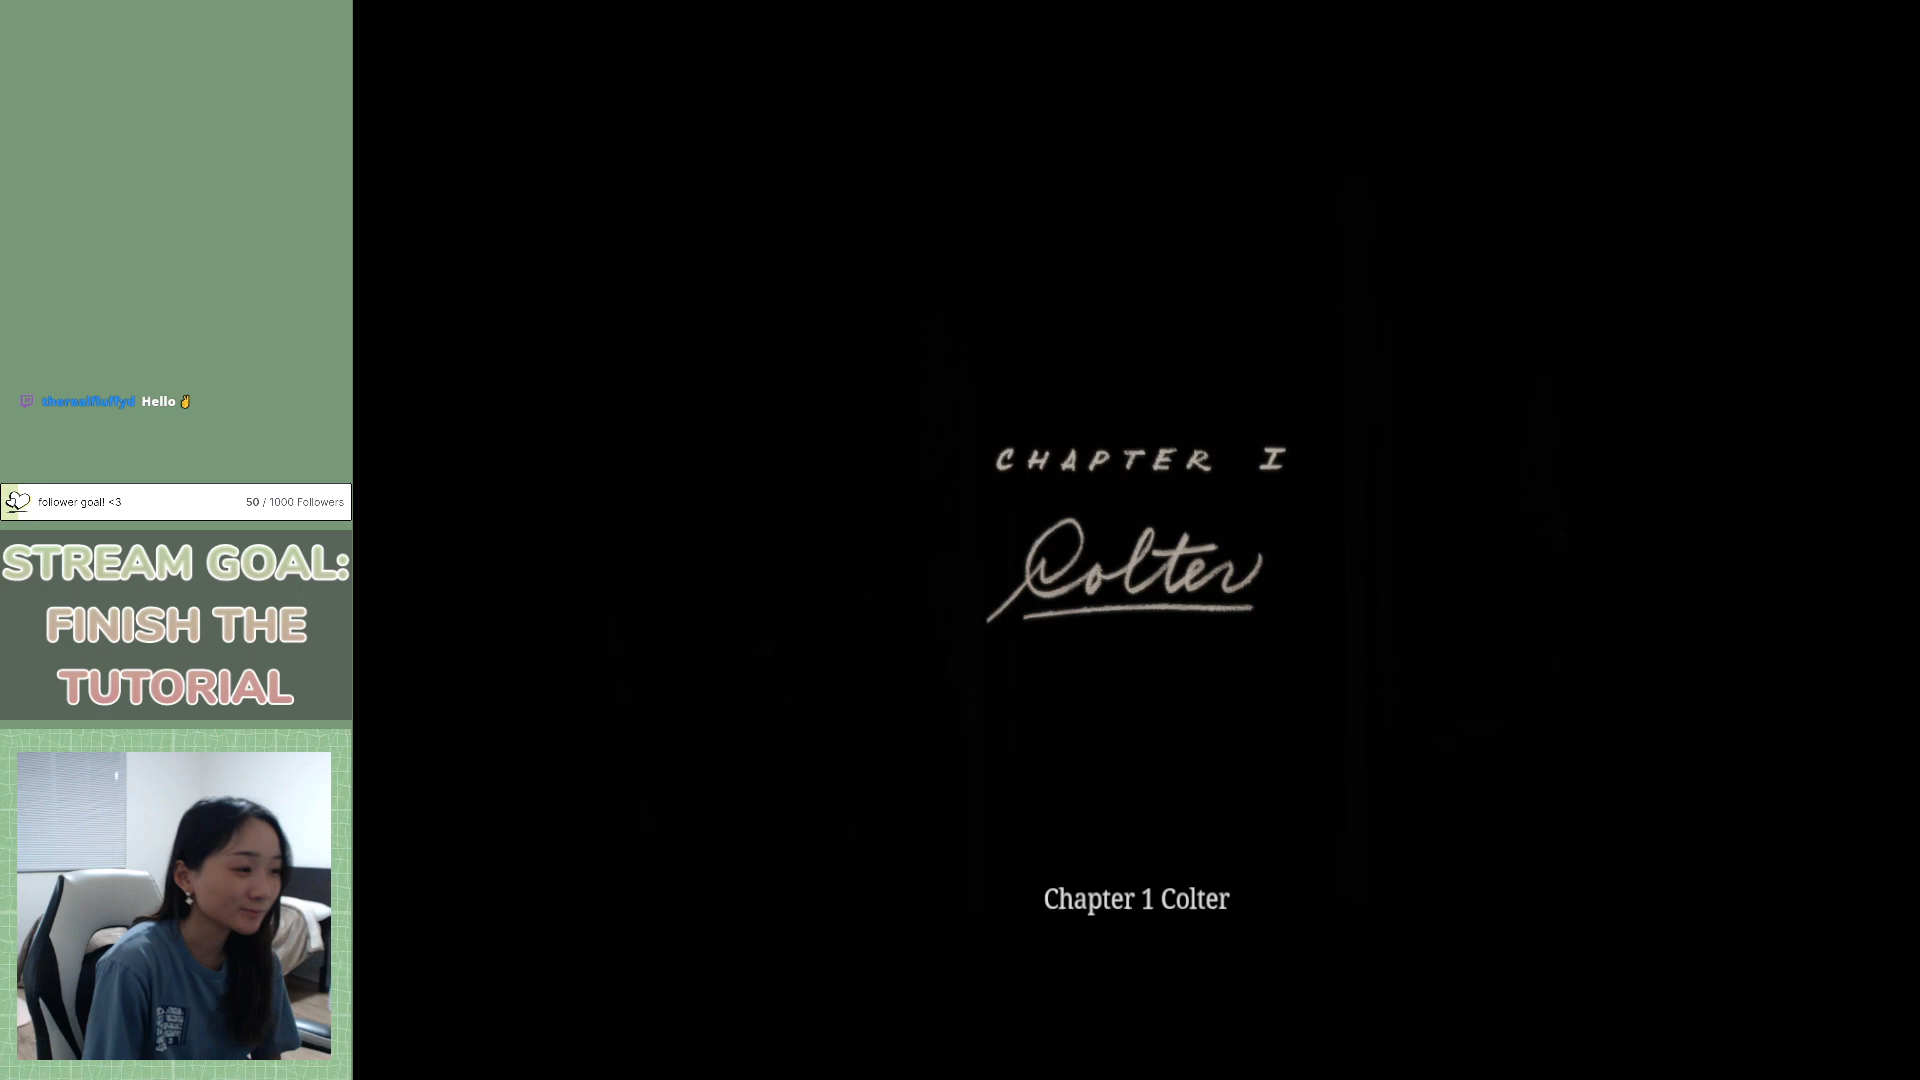 therealfluffyd Hello ✌
follower goal! <3 50 / 1000 Followers
STREAM GOAL:
FINISH THE
TUTORIAL
CHAPTER I
Colter
Chapter 1 Colter